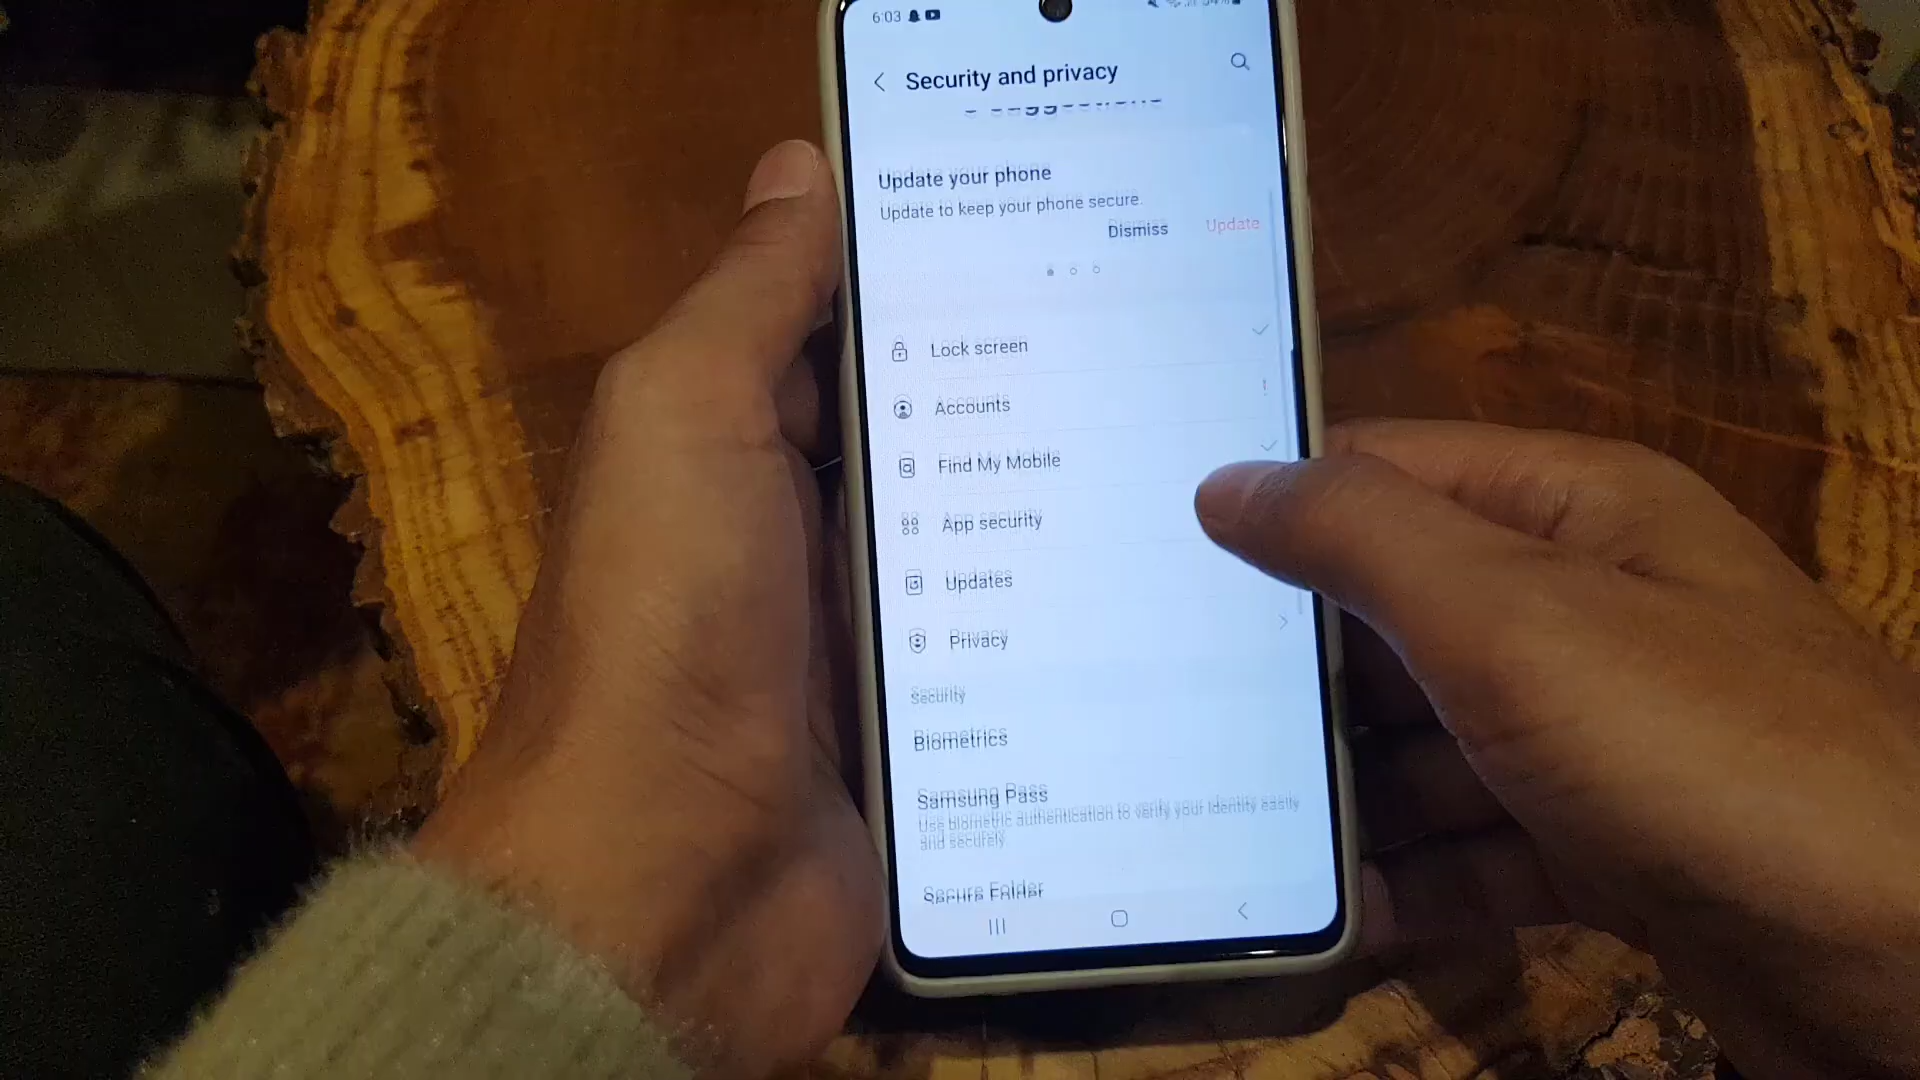 6:03
Security and privacy
Update your phone
Update to keep your phone secure.
Dismiss Update
Lock screen
Accounts
Find My Mobile
App security
Updates
Privacy
Security
Biometrics
Samsung Pass
Use biometric authentication to verify your identity easily
and securely
Secure Folder